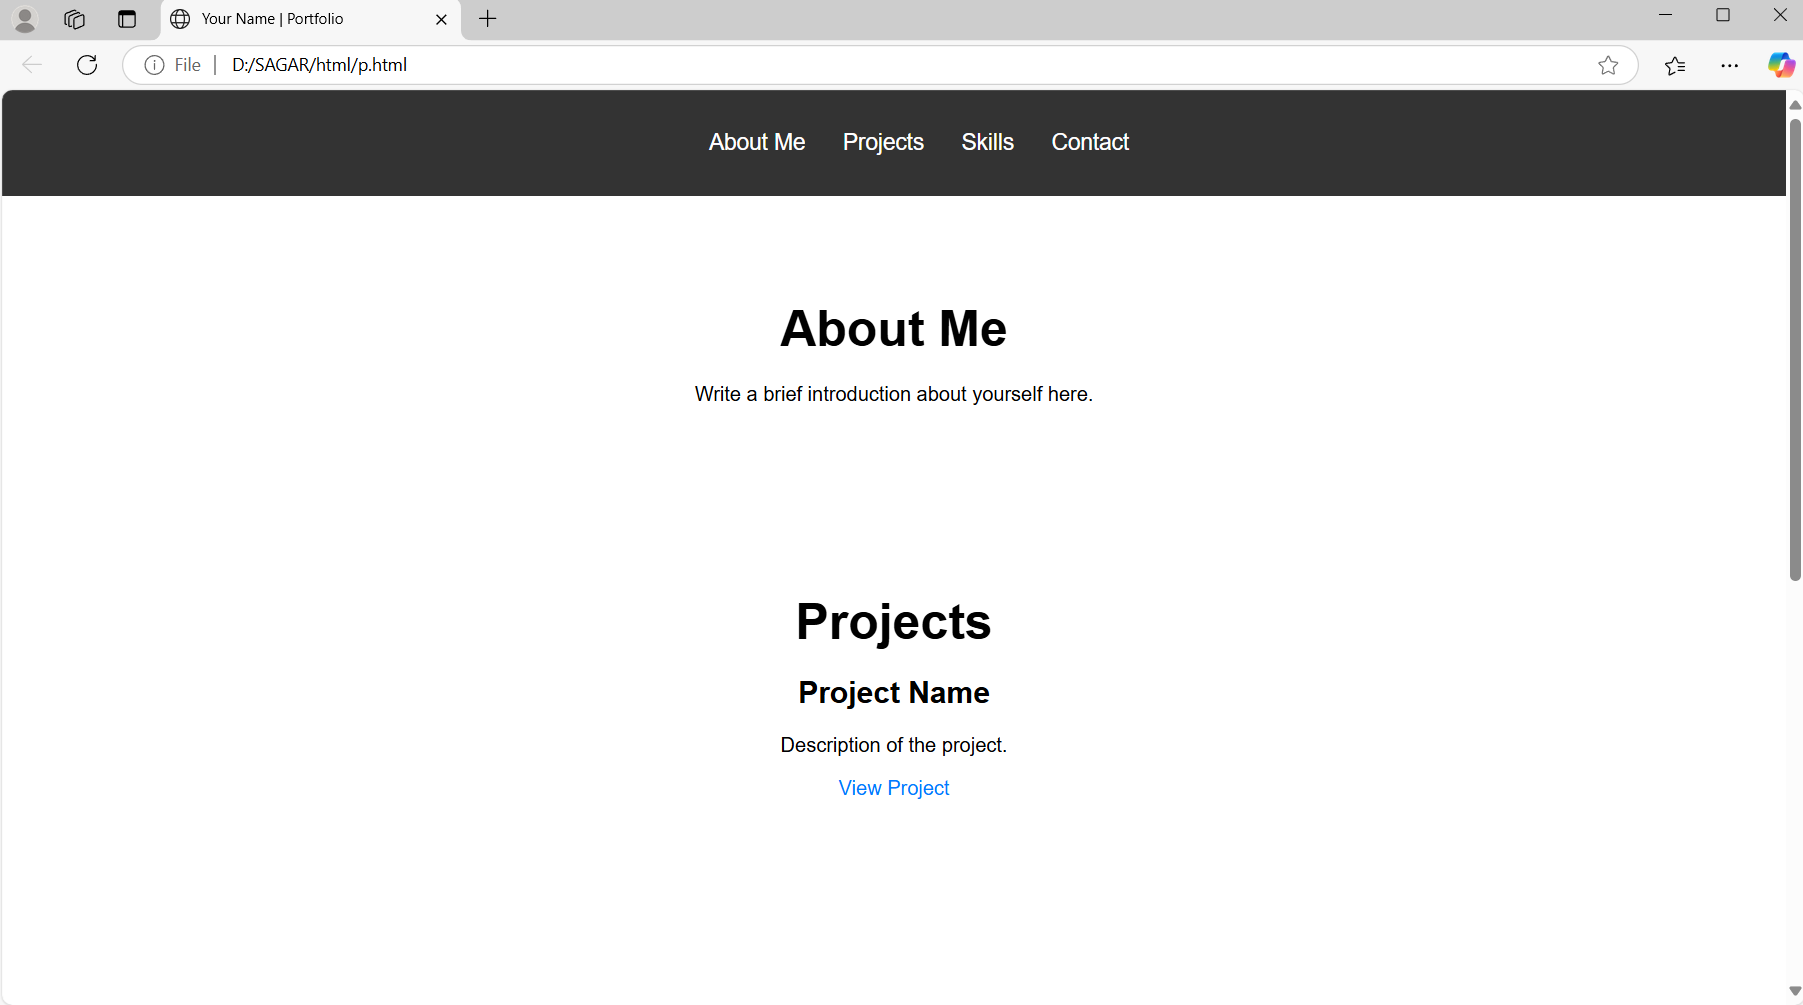 Your Name | Portfolio
File
D:/SAGAR/html/p.html
About Me Projects Skills Contact
About Me
Write a brief introduction about yourself here.
Projects
Project Name
Description of the project.
View Project